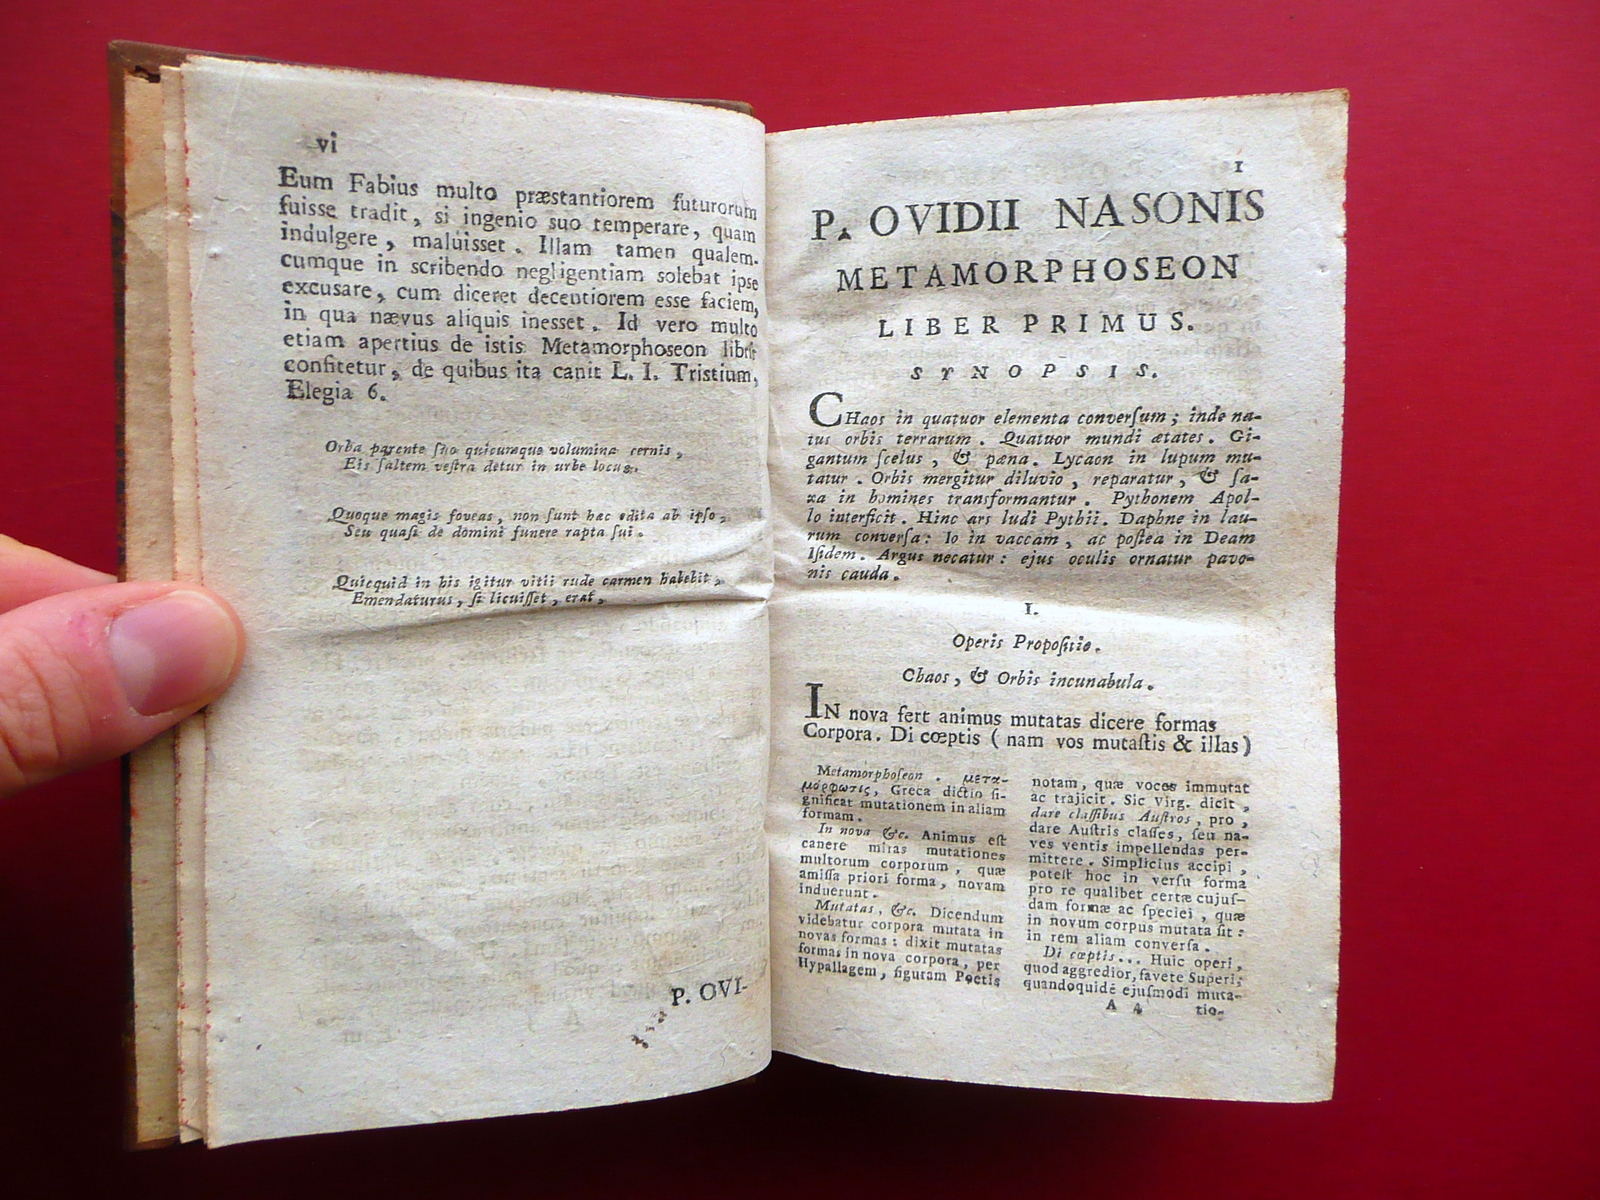 vi
Eum Fabius multo præstantiorem futurorum
fuisse tradit, si ingenio suo temperare, quam
indulgere, maluisset. Illam tamen qualem-
cumque in scribendo negligentiam solebat ipse
excusare, cum diceret decentiorem esse faciem,
in qua nævus aliquis inesset. Id vero multo
etiam apertius de istis Metamorphoseon libris
confitetur, de quibus ita canit L. I. Tristium,
Elegia 6.
Orba parente suo quicumque volumina cernis,
Eis saltem vestra detur in urbe locus.
Quoque magis foveas, non sunt hæc edita ab ipso,
Seu quasi de domini funere rapta sui.
Quicquid in his igitur vitii rude carmen habebit,
Emendaturus, si licuisset, erat,
P. OVI-
1
P. OVIDII NASONIS
METAMORPHOSEON
LIBER PRIMUS.
SYNOPSIS.
CHaos in quatuor elementa conversum; inde na-
tus orbis terrarum. Quatuor mundi ætates. Gi-
gantum scelus, & pæna. Lycaon in lupum mu-
tatur. Orbis mergitur diluvio, reparatur, & sa-
xa in homines transformantur. Pythonem Apol-
lo interficit. Hinc ars ludi Pythii. Daphne in lau-
rum conversa: Io in vaccam, ac postea in Deam
Isidem. Argus necatur: ejus oculis ornatur pavo-
nis cauda.
I.
Operis Propositio.
Chaos, & Orbis incunabula.
IN nova fert animus mutatas dicere formas
Corpora. Di cœptis (nam vos mutastis & illas)
Metamorphoseon. μετα-
μόρφωσις, Greca dictio si-
gnificat mutationem in aliam
formam.
In nova &c. Animus est
canere miras mutationes
multorum corporum, quæ
amissa priori forma, novam
induerunt.
Mutatas, &c. Dicendum
videbatur corpora mutata in
novas formas: dixit mutatas
formas in nova corpora, per
Hypallagem, figuram Poetis
notam, quæ voces immutat
ac trajicit. Sic Virg. dicit,
dare classibus Austros, pro,
dare Austris classes, seu na-
ves ventis impellendas per-
mittere. Simplicius accipi,
potest hoc in versu forma
pro re qualibet certæ cujus-
dam formæ ac speciei, quæ
in novum corpus mutata sit:
in rem aliam conversa.
Di cœptis... Huic operi,
quod aggredior, favete Superi;
quandoquidē ejusmodi muta-
A 4 tio-